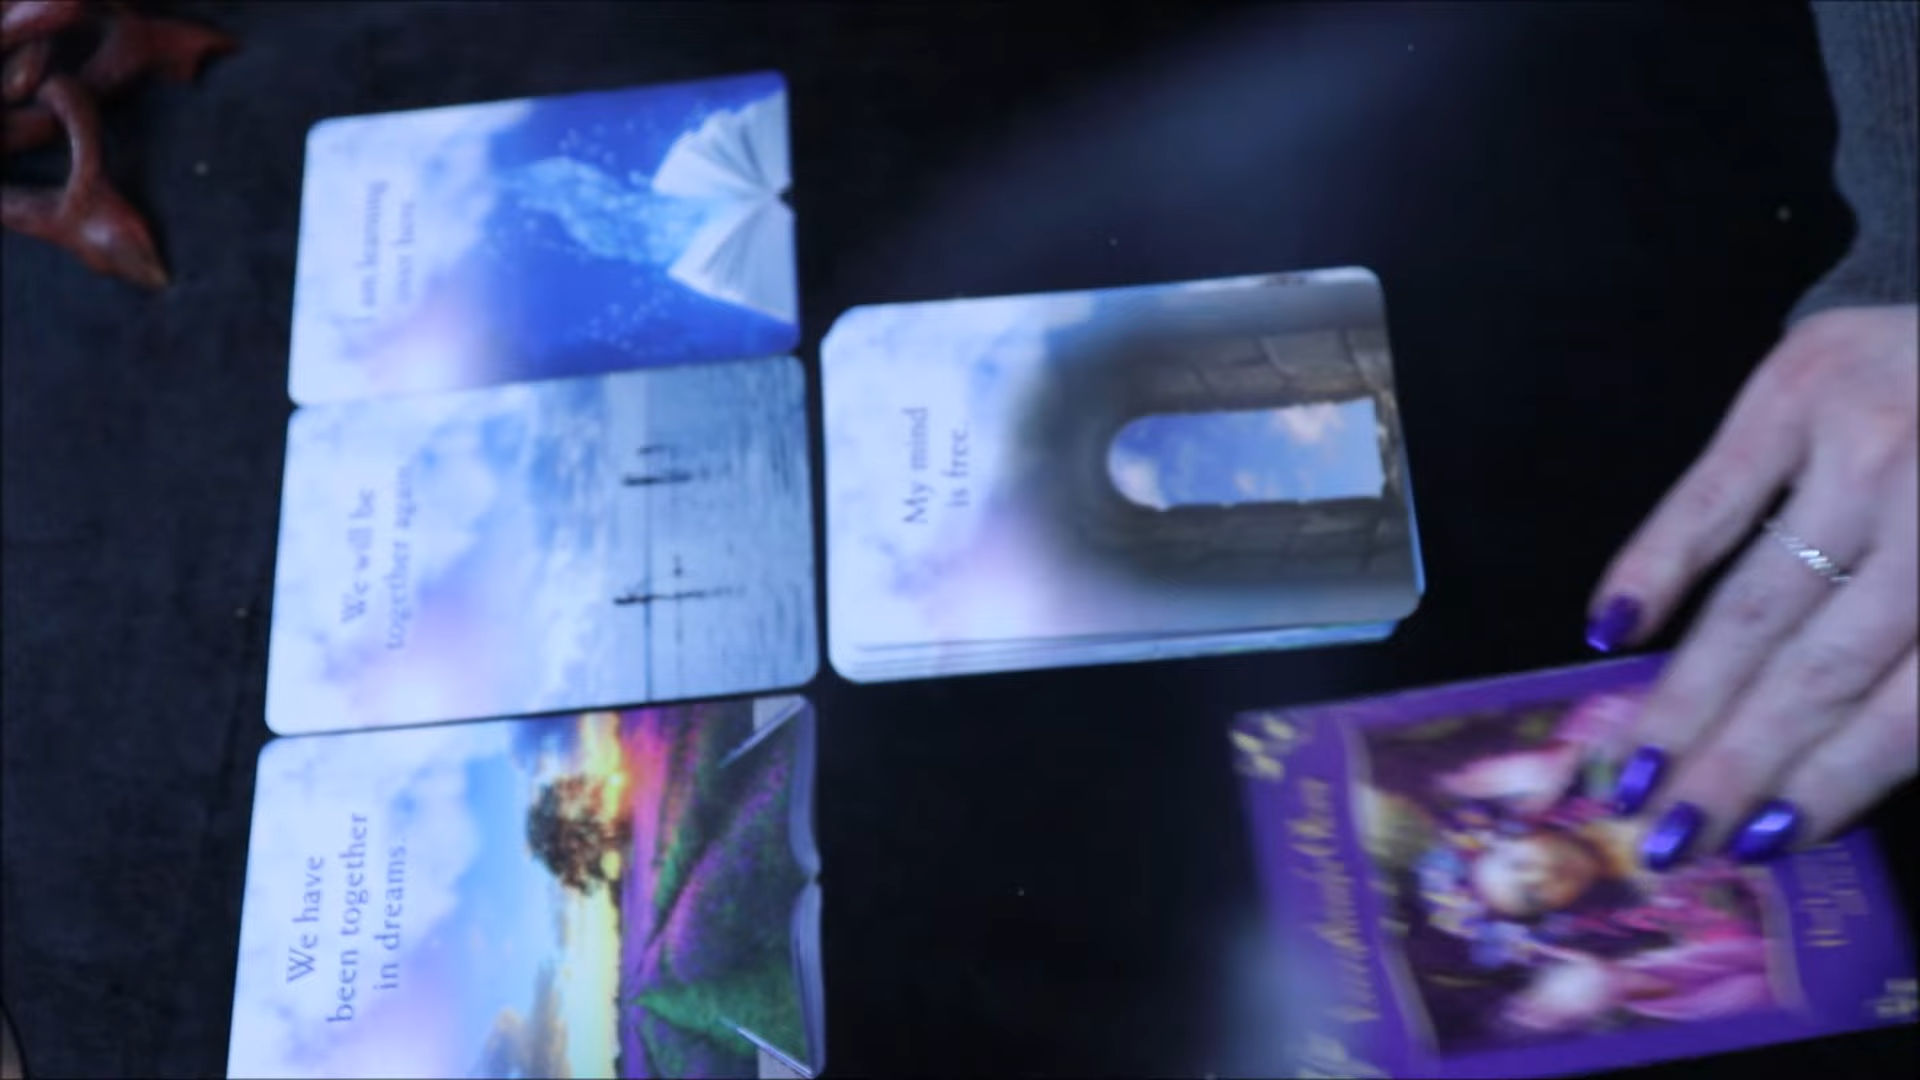 I am learning
over here.
We will be
together again.
We have
been together
in dreams.
My mind
is free.